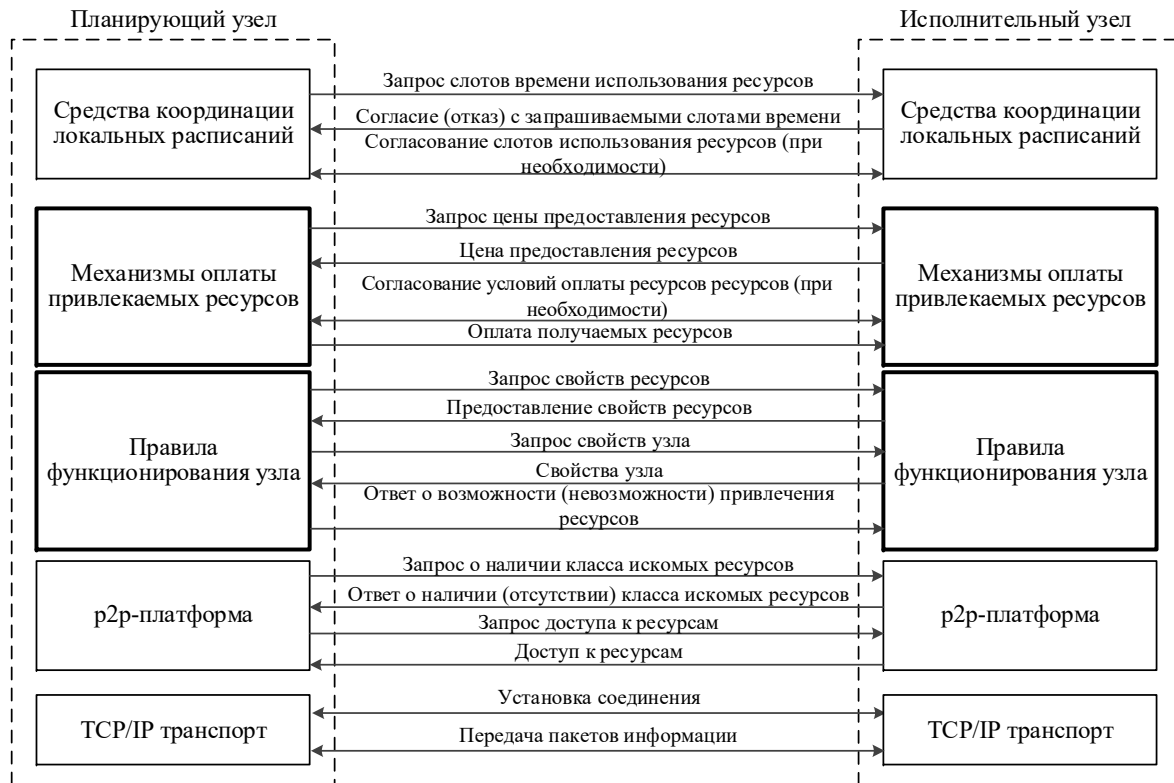 Планирующий узел
Исполнительный узел
Средства координации
локальных расписаний
Запрос слотов времени использования ресурсов
Согласие (отказ) с запрашиваемыми слотами времени
Согласование слотов использования ресурсов (при
необходимости)
Средства координации
локальных расписаний
Механизмы оплаты
привлекаемых ресурсов
Запрос цены предоставления ресурсов
Цена предоставления ресурсов
Согласование условий оплаты ресурсов ресурсов (при
необходимости)
Оплата получаемых ресурсов
Механизмы оплаты
привлекаемых ресурсов
Правила
функционирования узла
Запрос свойств ресурсов
Предоставление свойств ресурсов
Запрос свойств узла
Свойства узла
Ответ о возможности (невозможности) привлечения
ресурсов
Правила
функционирования узла
p2p-платформа
Запрос о наличии класса искомых ресурсов
Ответ о наличии (отсутствии) класса искомых ресурсов
Запрос доступа к ресурсам
Доступ к ресурсам
p2p-платформа
TCP/IP транспорт
Установка соединения
Передача пакетов информации
TCP/IP транспорт